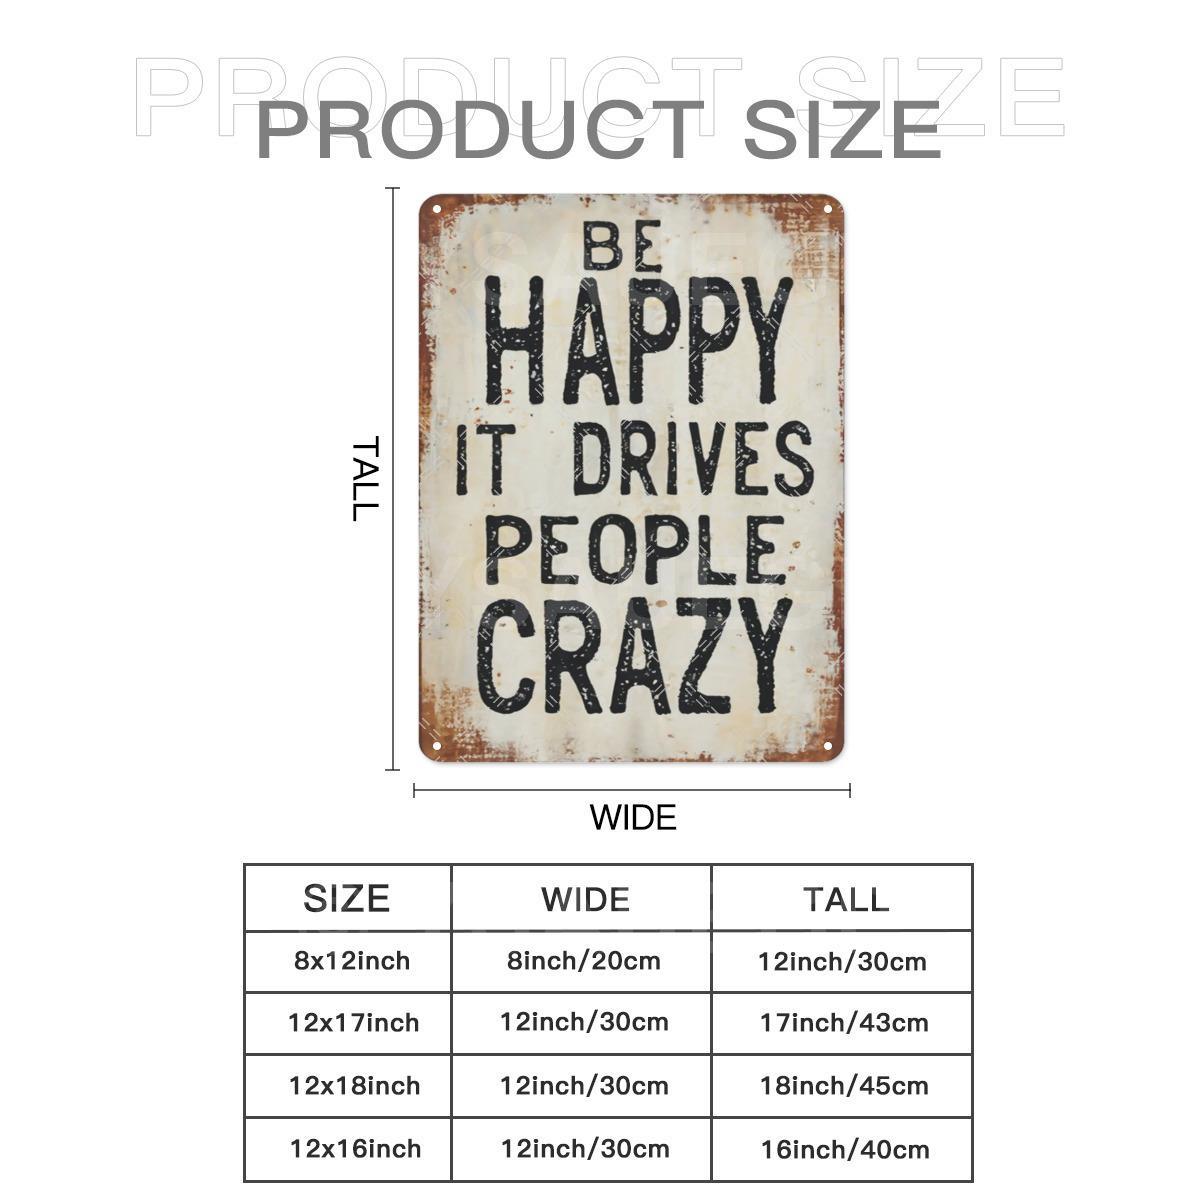 PRODUCT SIZE
PRODUCT SIZE
BE
HAPPY
IT DRIVES
PEOPLE
CRAZY
TALL
WIDE
SIZE WIDE TALL
8x12inch 8inch/20cm 12inch/30cm
12x17inch 12inch/30cm 17inch/43cm
12x18inch 12inch/30cm 18inch/45cm
12x16inch 12inch/30cm 16inch/40cm